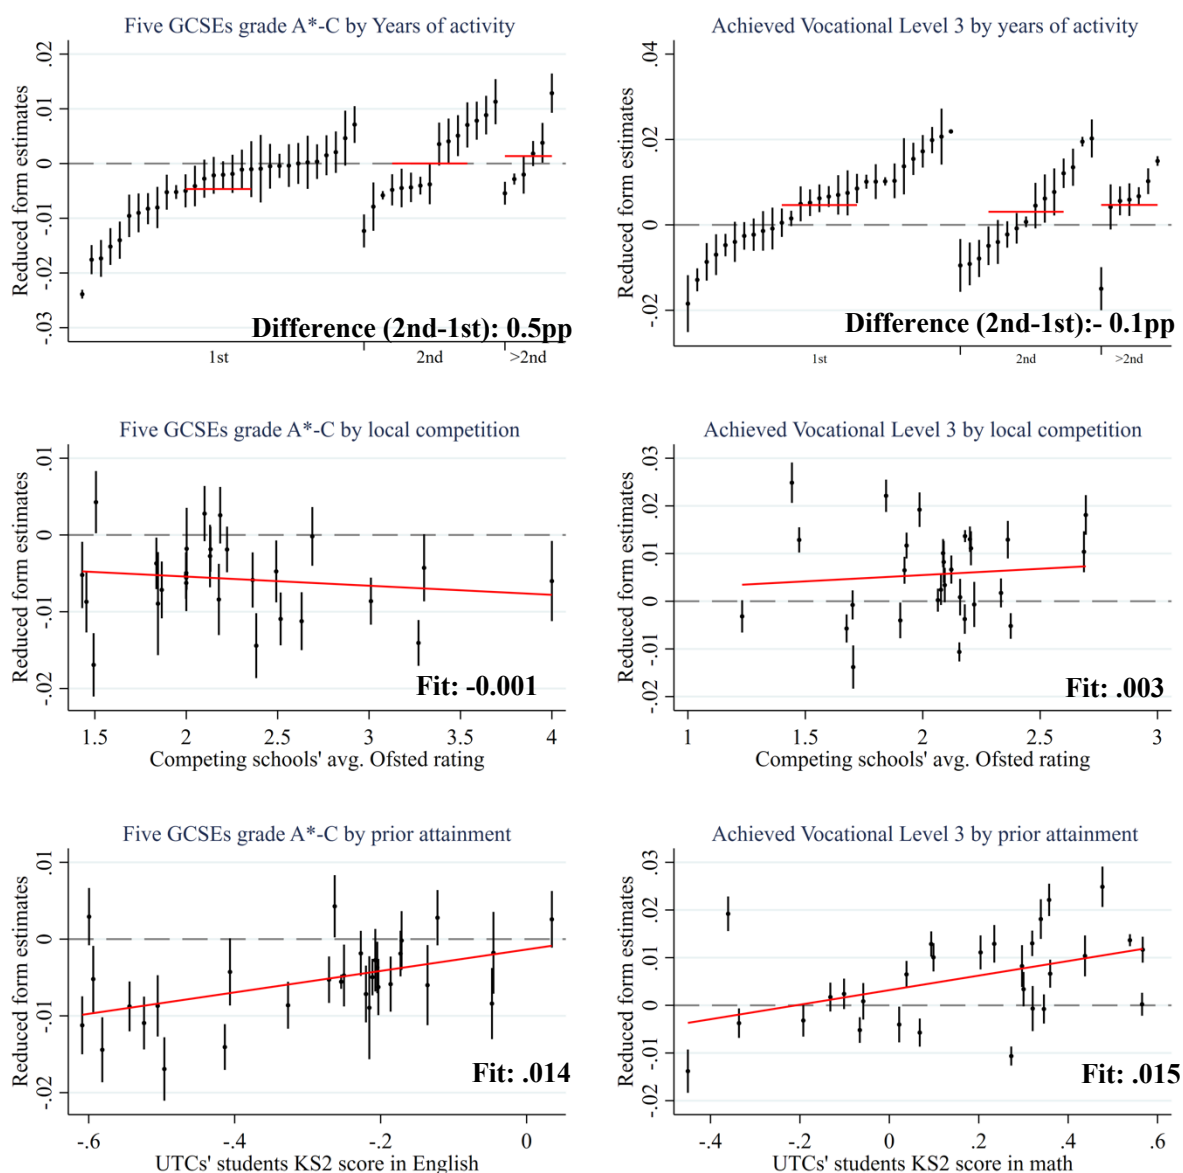 Five GCSEs grade A*-C by Years of activity
Reduced form estimates
.02
.01
0
-.01
-.02
-.03
Difference (2nd-1st): 0.5pp
1st
2nd
>2nd
Achieved Vocational Level 3 by years of activity
Reduced form estimates
.04
.02
0
-.02
Difference (2nd-1st):- 0.1pp
1st
2nd
>2nd
Five GCSEs grade A*-C by local competition
Reduced form estimates
.01
0
-.01
-.02
Fit: -0.001
1.5 2 2.5 3 3.5 4
Competing schools' avg. Ofsted rating
Achieved Vocational Level 3 by local competition
Reduced form estimates
.03
.02
.01
0
-.01
-.02
Fit: .003
1 1.5 2 2.5 3
Competing schools' avg. Ofsted rating
Five GCSEs grade A*-C by prior attainment
Reduced form estimates
.01
0
-.01
-.02
Fit: .014
-.6 -.4 -.2 0
UTCs' students KS2 score in English
Achieved Vocational Level 3 by prior attainment
Reduced form estimates
.03
.02
.01
0
-.01
-.02
Fit: .015
-.4 -.2 0 .2 .4 .6
UTCs' students KS2 score in math